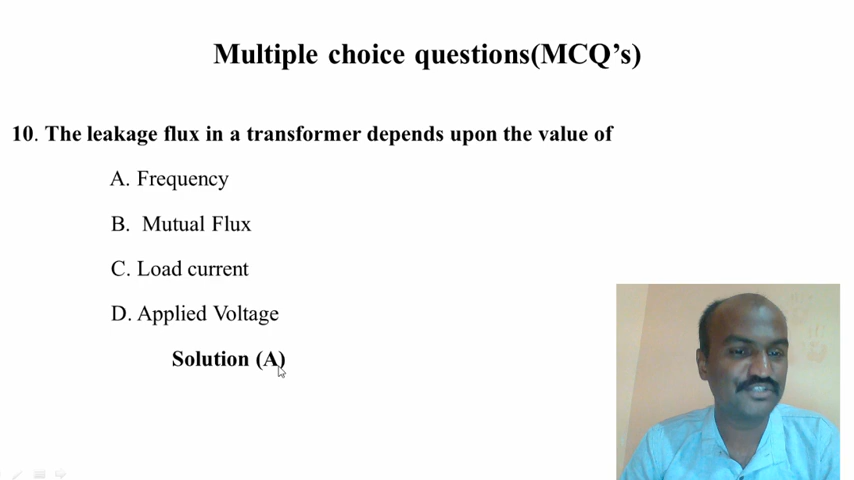 Multiple choice questions(MCQ’s)
10. The leakage flux in a transformer depends upon the value of
A. Frequency
B. Mutual Flux
C. Load current
D. Applied Voltage
Solution (A)